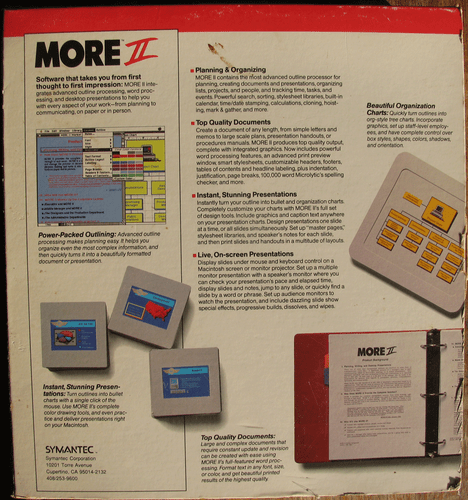 MORE II
Software that takes you from first
thought to first impression: MORE II inte-
grates advanced outline processing, word proc-
essing, and desktop presentations to help you
with every aspect of your work—from planning to
communicating, on paper or in person.
Power-Packed Outlining: Advanced outline
processing makes planning easy. It helps you
organize even the most complex information, and
then quickly turns it into a beautifully formatted
document or presentation.
Instant, Stunning Presen-
tations: Turn outlines into bullet
charts with a single click of the
mouse. Use MORE II's complete
color drawing tools, and even prac-
tice and deliver presentations right
on your Macintosh.
SYMANTEC.
Symantec Corporation
10201 Torre Avenue
Cupertino, CA 95014-2132
408/253-9600
Planning & Organizing
MORE II contains the most advanced outline processor for
planning, creating documents and presentations, organizing
lists, projects, and people, and tracking time, tasks, and
events. Powerful search, sorting, stylesheet libraries, built-in
calendar, time/date stamping, calculations, cloning, hoist-
ing, mark & gather, and more.
Top Quality Documents
Create a document of any length, from simple letters and
memos to large scale plans, presentation handouts, or
procedures manuals. MORE II produces top quality output,
complete with integrated graphics. Now includes powerful
word processing features, an advanced print preview
window, smart stylesheets, customizable headers, footers,
tables of contents and headline labeling, plus indentation,
justification, page breaks, 100,000 word Microlytic's spelling
checker, and more.
Instant, Stunning Presentations
Instantly turn your outline into bullet and organization charts.
Completely customize your charts with MORE II's full set
of design tools. Include graphics and caption text anywhere
on your presentation charts. Design presentations one slide
at a time, or all slides simultaneously. Set up "master pages,"
stylesheet libraries, and speaker's notes for each slide,
and then print slides and handouts in a multitude of layouts.
Live, On-screen Presentations
Display slides under mouse and keyboard control on a
Macintosh screen or monitor projector. Set up a multiple
monitor presentation with a speaker's monitor where you
can check your presentation's pace and elapsed time,
display slides and notes, jump to any slide, or quickly find a
slide by a word or phrase. Set up audience monitors to
watch the presentation, and include dazzling slide show
special effects, progressive builds, dissolves, and wipes.
Top Quality Documents:
Large and complex documents that
require constant update and revision
can be created with ease using
MORE II's full-featured word proc-
essing. Format text in any font, size,
or color, and get beautiful printed
results of the highest quality.
Beautiful Organization
Charts: Quickly turn outlines into
org-style tree charts, incorporate
graphics, set up staff-level employ-
ees, and have complete control over
box styles, shapes, colors, shadows,
and orientation.
MORE II